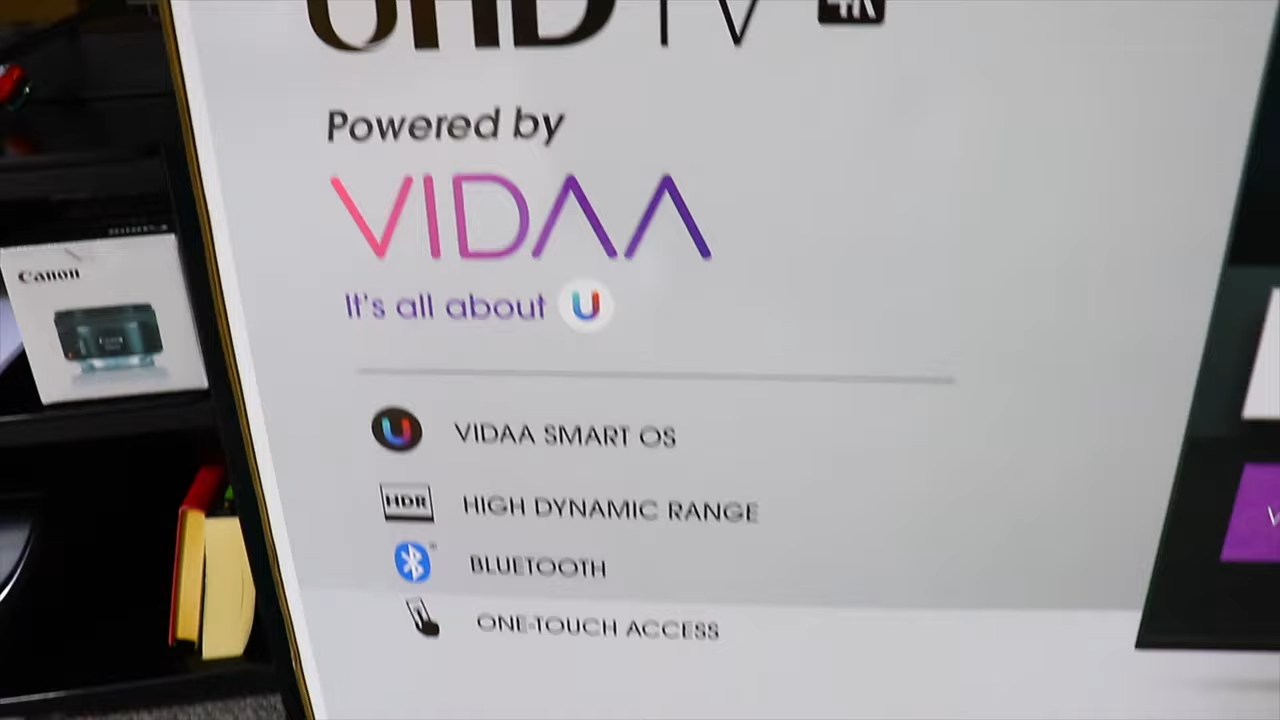 UHD TV 4K
Powered by
VIDAA
It's all about U
VIDAA SMART OS
HDR HIGH DYNAMIC RANGE
BLUETOOTH
ONE-TOUCH ACCESS
Canon
Canon